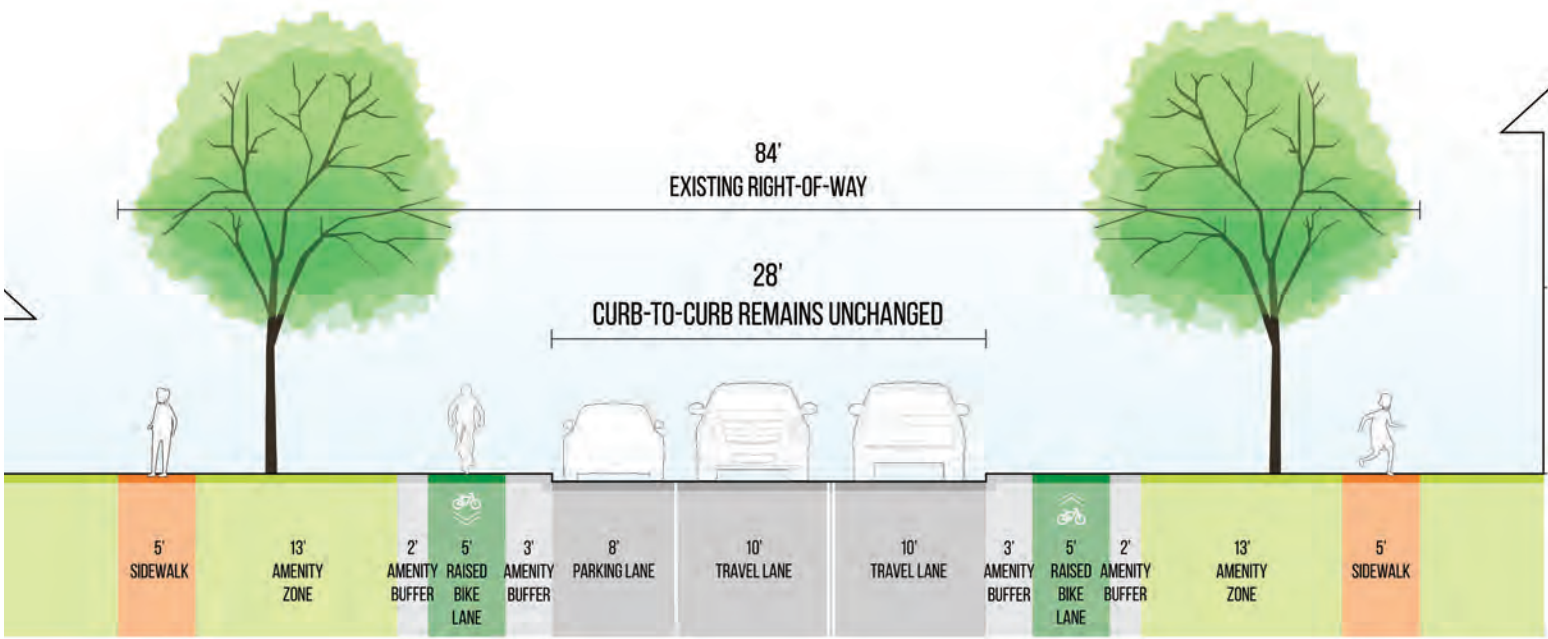 84'
EXISTING RIGHT-OF-WAY
28'
CURB-TO-CURB REMAINS UNCHANGED
5'
SIDEWALK
13'
AMENITY
ZONE
2'
AMENITY
BUFFER
5'
RAISED
BIKE
LANE
3'
AMENITY
BUFFER
8'
PARKING LANE
10'
TRAVEL LANE
10'
TRAVEL LANE
3'
AMENITY
BUFFER
5'
RAISED
BIKE
LANE
2'
AMENITY
BUFFER
13'
AMENITY
ZONE
5'
SIDEWALK